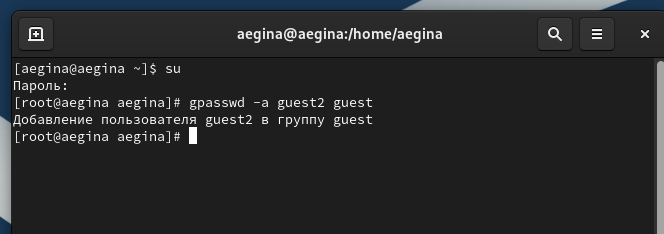 aegina@aegina:/home/aegina
[aegina@aegina ~]$ su
Пароль:
[root@aegina aegina]# gpasswd -a guest2 guest
Добавление пользователя guest2 в группу guest
[root@aegina aegina]#